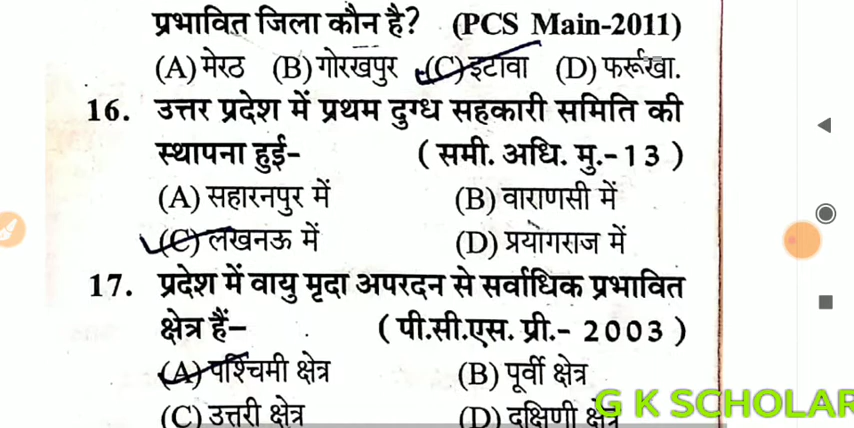 प्रभावित जिला कौन है? (PCS Main-2011)
(A) मेरठ (B) गोरखपुर (C) इटावा (D) फर्रूखा.
16. उत्तर प्रदेश में प्रथम दुग्ध सहकारी समिति की
स्थापना हुई- ( समी. अधि. मु.-13 )
(A) सहारनपुर में (B) वाराणसी में
(C) लखनऊ में (D) प्रयागराज में
17. प्रदेश में वायु मृदा अपरदन से सर्वाधिक प्रभावित
क्षेत्र हैं– ( पी.सी.एस. प्री.- 2003 )
(A) पश्चिमी क्षेत्र (B) पूर्वी क्षेत्र
(C) उत्तरी क्षेत्र (D) दक्षिणी क्षेत्र
G K SCHOLAR